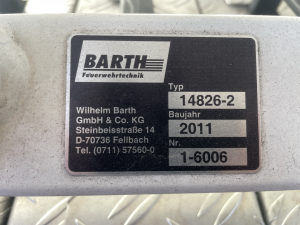 BARTH
Feuerwehrtechnik
Wilhelm Barth
GmbH & Co. KG
Steinbeisstraße 14
D-70736 Fellbach
Tel. (0711) 57560-0
Typ
14826-2
Baujahr
2011
Nr.
1-6006